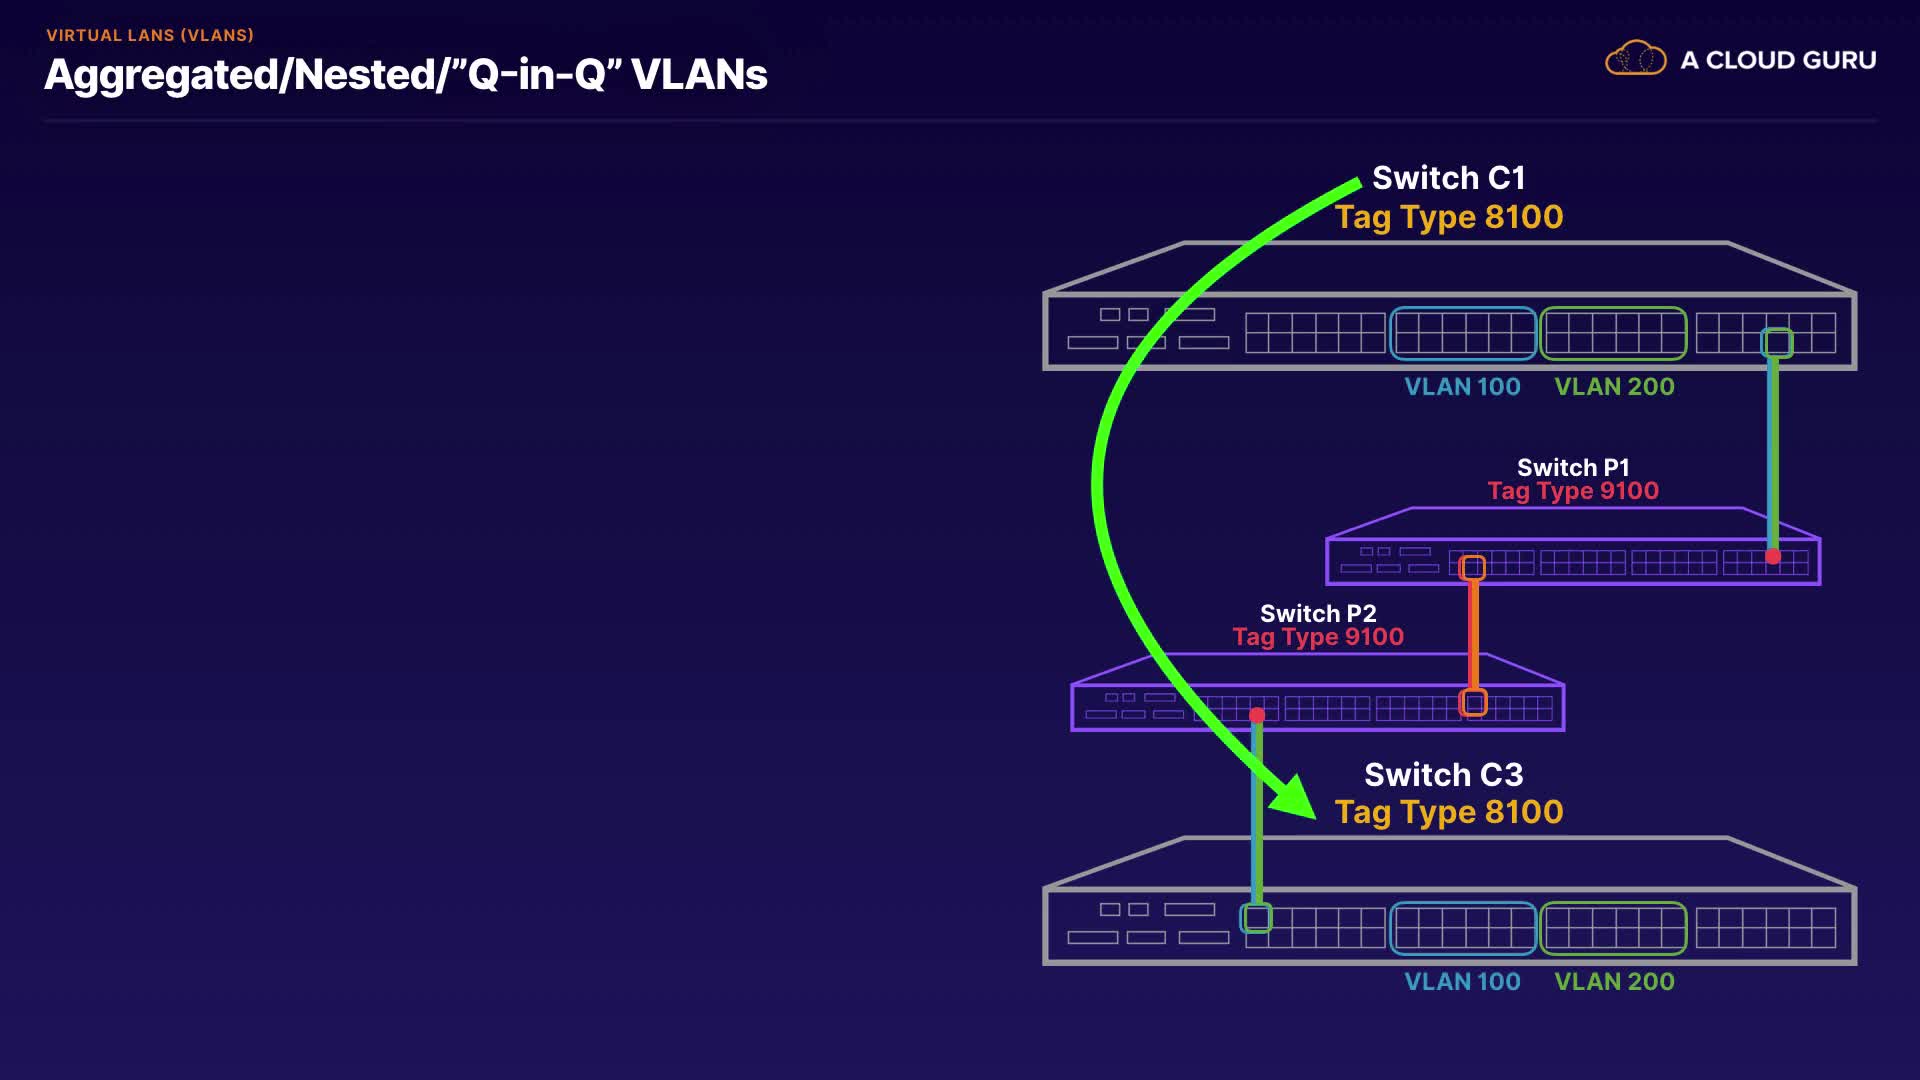 VIRTUAL LANS (VLANS)
Aggregated/Nested/”Q-in-Q” VLANs
A CLOUD GURU
Switch C1
Tag Type 8100
VLAN 100
VLAN 200
Switch P1
Tag Type 9100
Switch P2
Tag Type 9100
Switch C3
Tag Type 8100
VLAN 100
VLAN 200